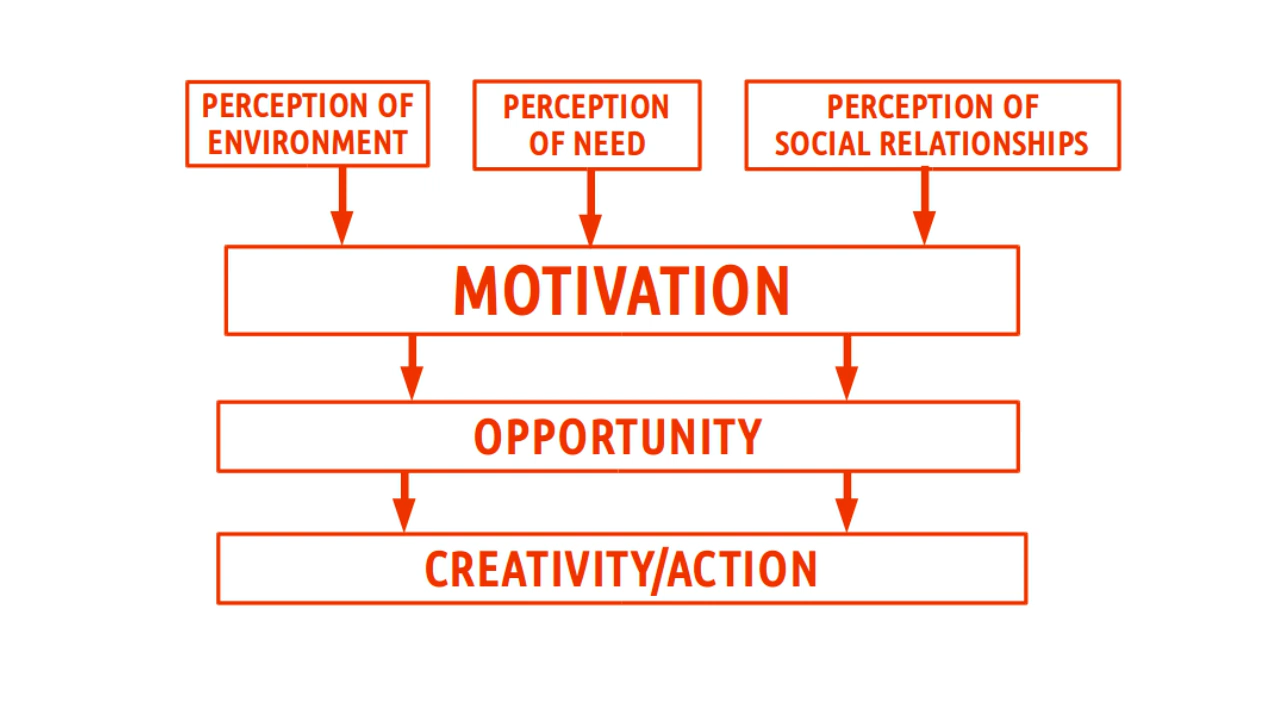 PERCEPTION OF
ENVIRONMENT
PERCEPTION
OF NEED
PERCEPTION OF
SOCIAL RELATIONSHIPS
MOTIVATION
OPPORTUNITY
CREATIVITY/ACTION